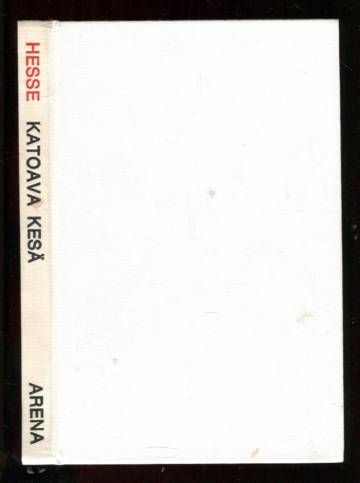 HESSE KATOAVA KESÄ ARENA